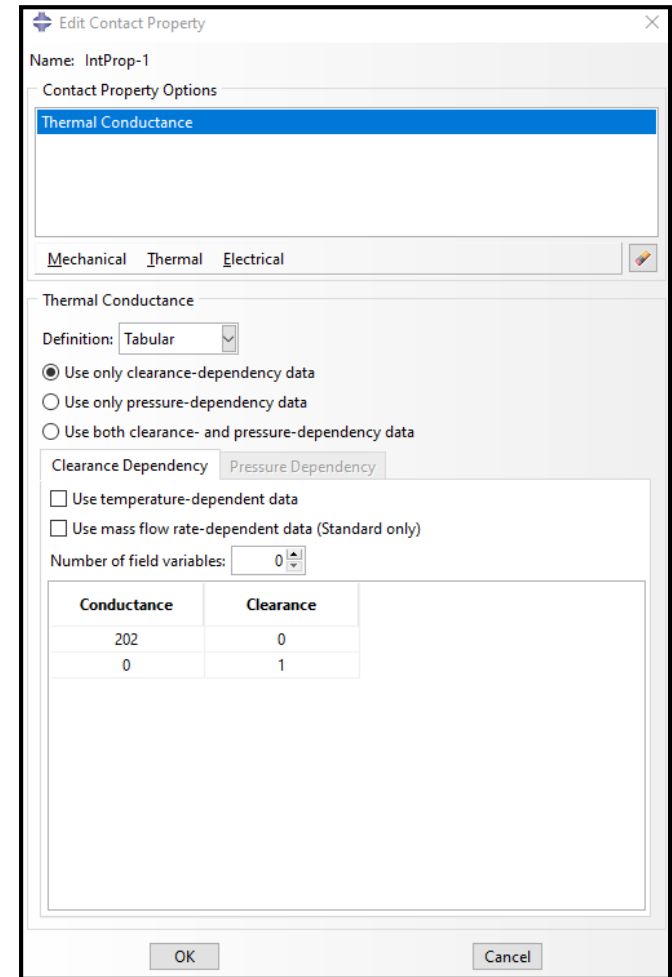 Edit Contact Property
Name: IntProp-1
Contact Property Options
Thermal Conductance
Mechanical Thermal Electrical
Thermal Conductance
Definition: Tabular
Use only clearance-dependency data
Use only pressure-dependency data
Use both clearance- and pressure-dependency data
Clearance Dependency Pressure Dependency
Use temperature-dependent data
Use mass flow rate-dependent data (Standard only)
Number of field variables: 0
Conductance Clearance
202 0
0 1
OK Cancel